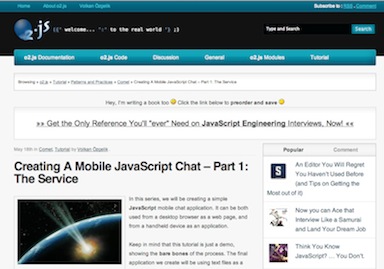 Home About o2.js Volkan Özçelik Subscribe to : RSS , Comment
o2.js {{" welcome... "c" to the real world "} ;)
Type and Search Here Search
o2.js Documentation o2.js Code Discussion General o2.js Modules Tutorial
Browsing » o2.js » Tutorial » Patterns and Practices » Comet » Creating A Mobile JavaScript Chat – Part 1: The Service
Hey, I'm writing a book too Click the link below to preorder and save
»» Get the Only Reference You'll *ever* Need on JavaScript Engineering Interviews, Now! ««
May 18th in Comet, Tutorial by Volkan Özçelik
Creating A Mobile JavaScript Chat – Part 1:
The Service
In this series, we will be creating a simple
JavaScript mobile chat application. It can be both
used from a desktop browser as a web page, and
from a handheld device as an application.
Keep in mind that this tutorial is just a demo,
showing the bare bones of the process. The final
application we create will be using text files as a
Popular Comment
An Editor You Will Regret
You Haven't Used Before
(and Tips on Getting the
Most out of it)
Now you can Ace that
Interview Like a Samurai
and Land Your Dream Job
Think You Know
JavaScript? … You Don't.